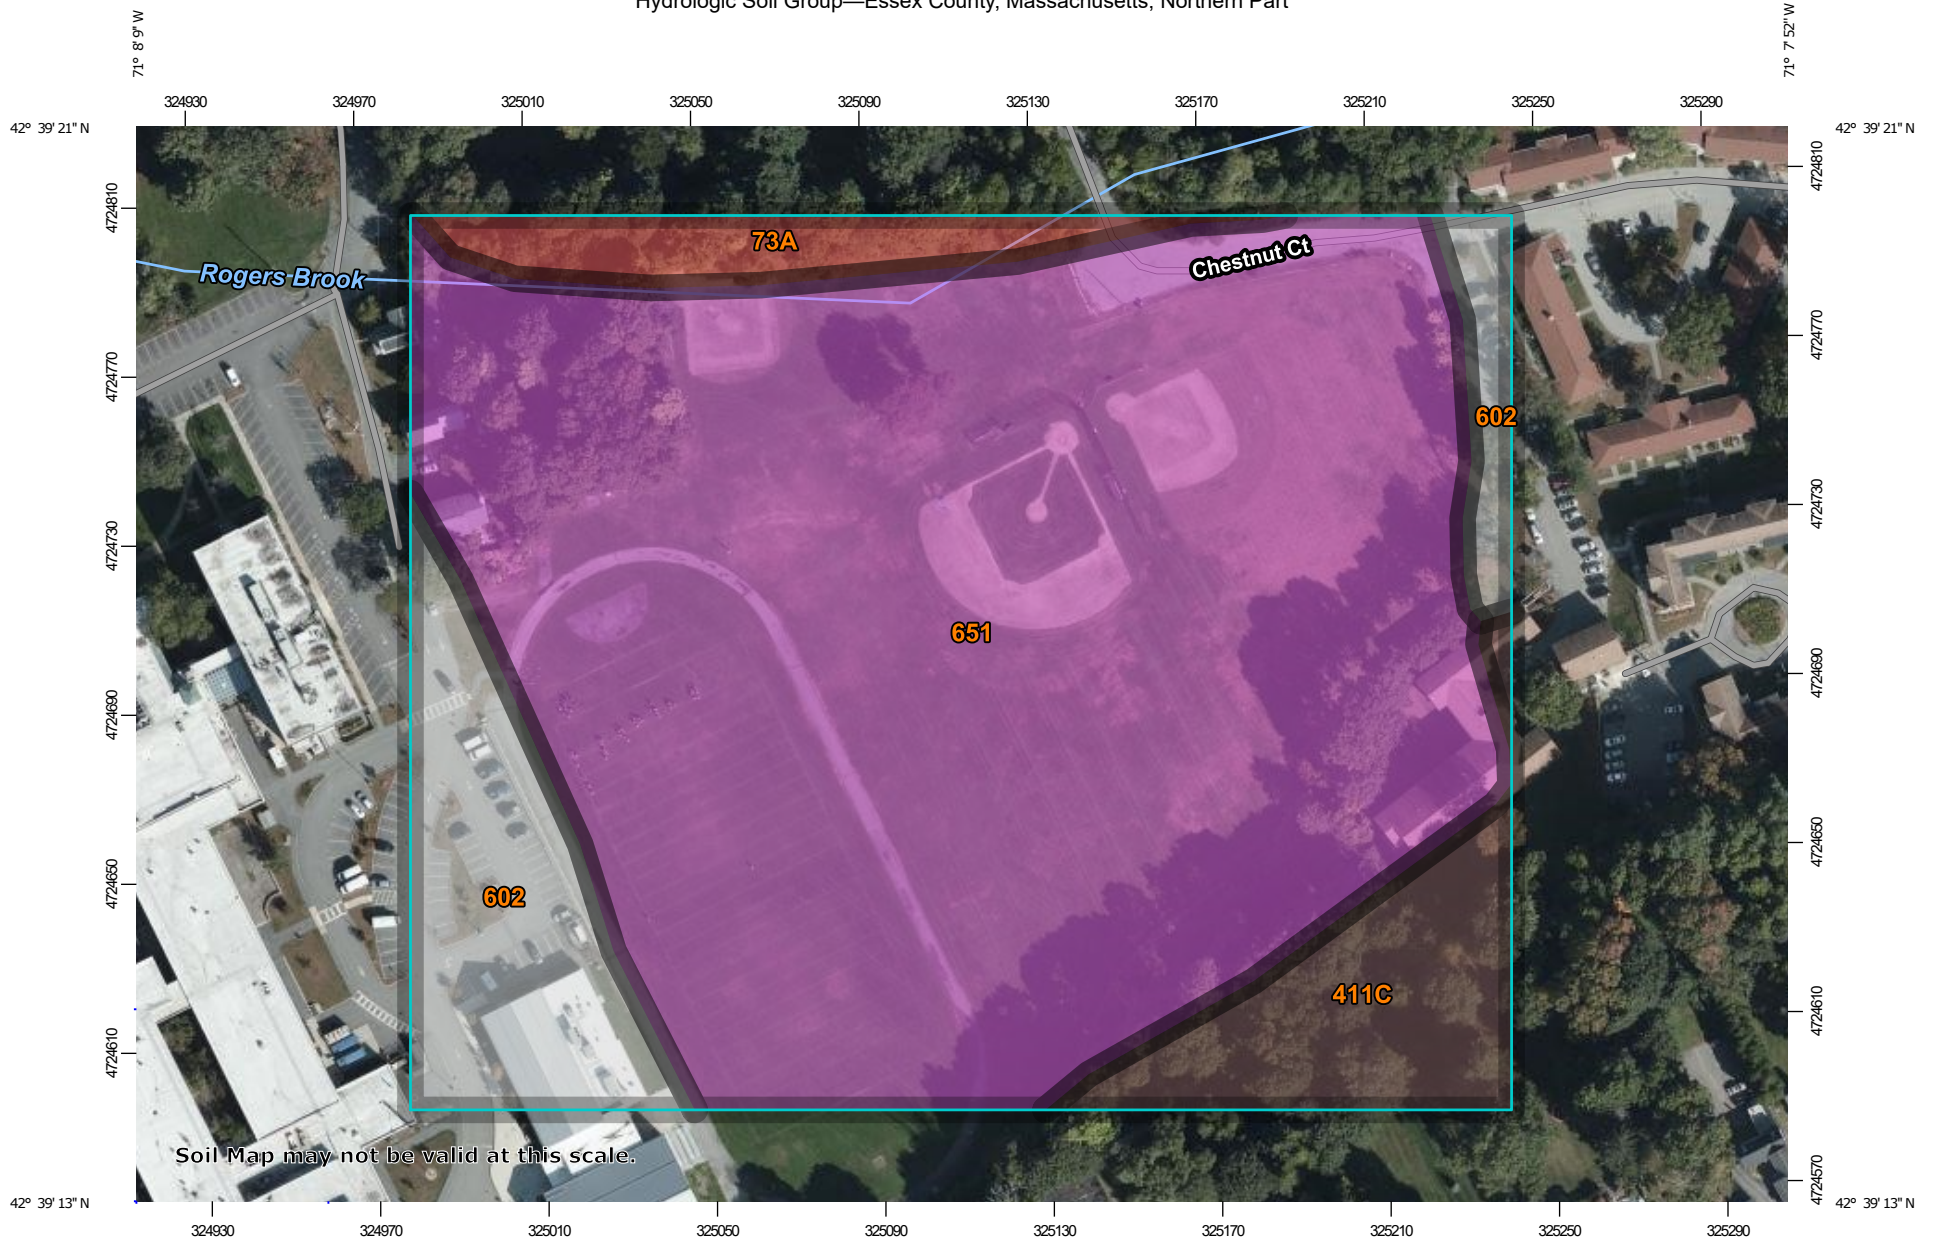 Hydrologic Soil Group—Essex County, Massachusetts, Northern Part
71° 8' 9" W
71° 7' 52" W
324930 324970 325010 325050 325090 325130 325170 325210 325250 325290
42° 39' 21" N
42° 39' 21" N
4724810
4724770
4724730
4724690
4724650
4724610
4724810
4724770
4724730
4724690
4724650
4724610
4724570
73A
Chestnut Ct
Rogers Brook
602
651
602
411C
Soil Map may not be valid at this scale.
42° 39' 13" N
42° 39' 13" N
324930 324970 325010 325050 325090 325130 325170 325210 325250 325290